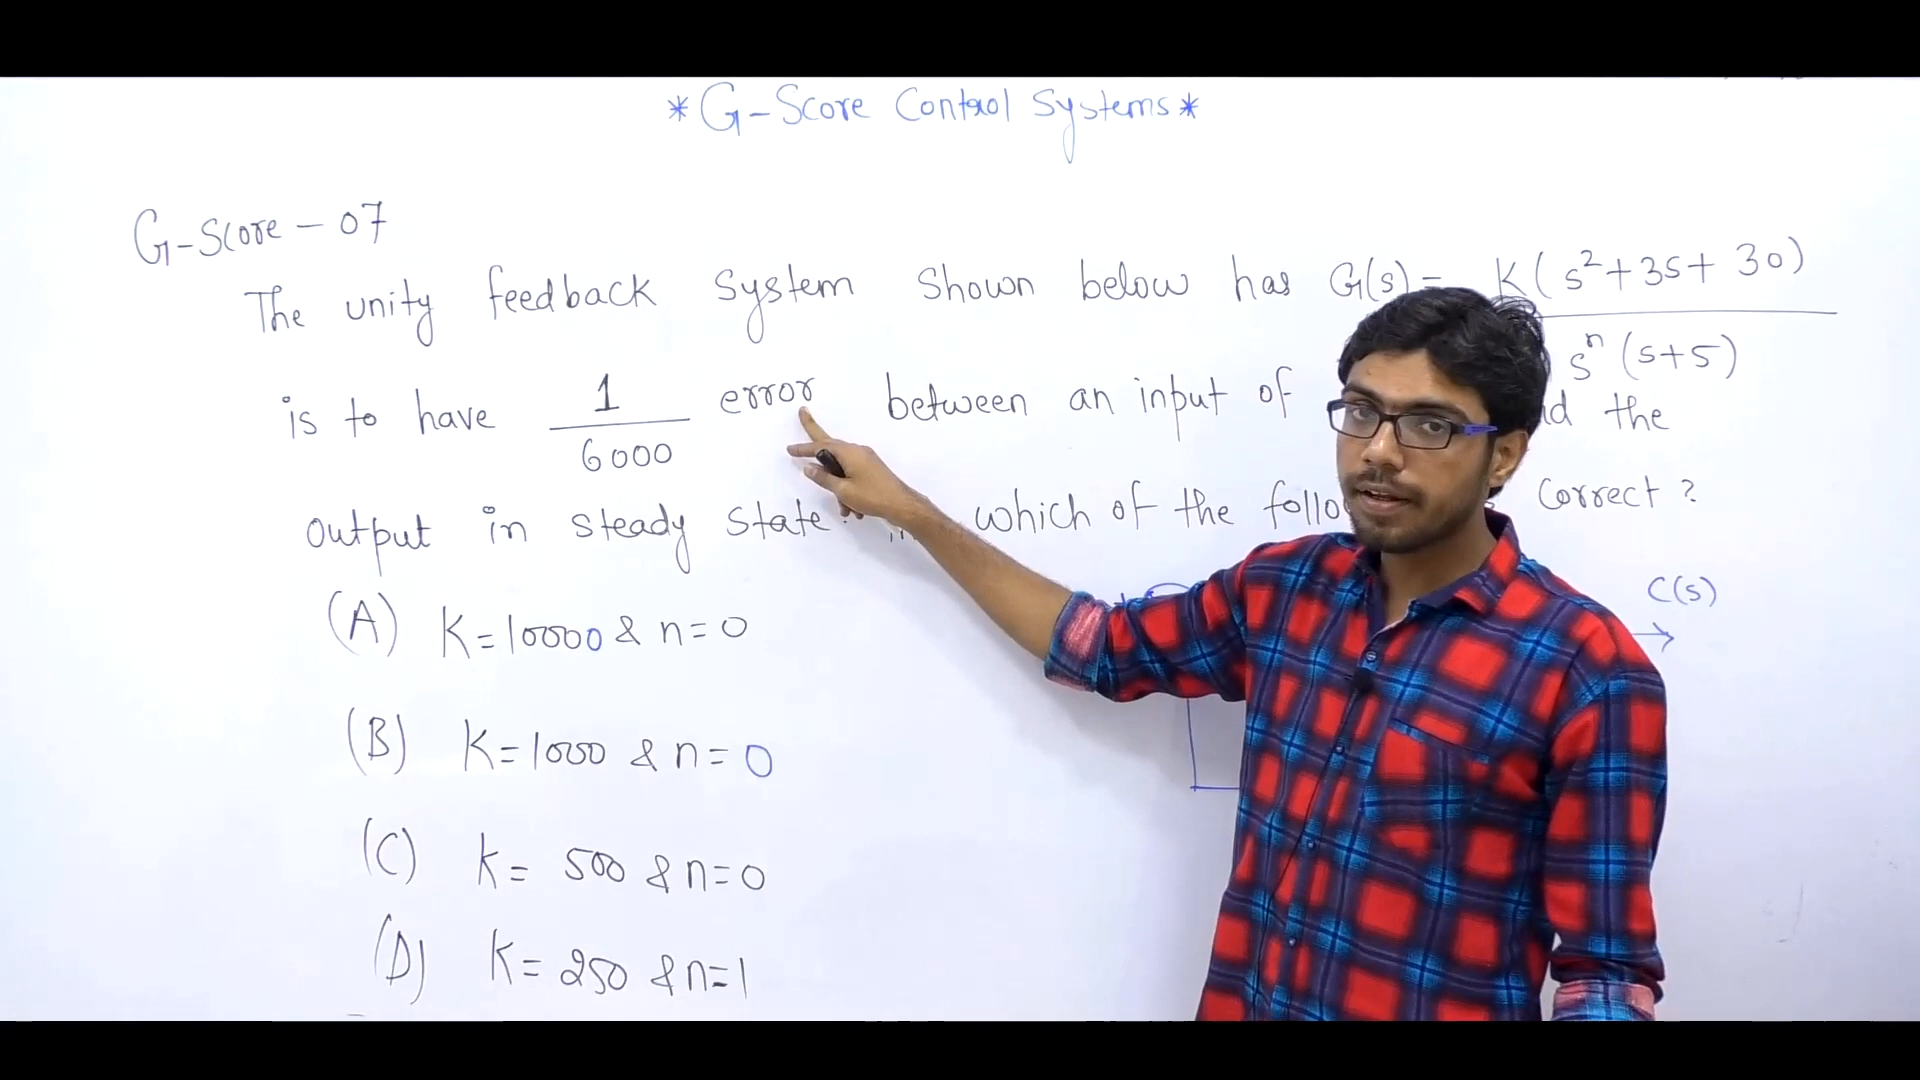 *G-Score Control Systems*
G-Score - 07
The unity feedback System Shown below has G(s) = K(s²+3s+30)
sⁿ(s+5)
is to have 1/6000 error between an input of the
output in steady state. which of the correct?
C(s)
(A) K=10000 & n=0
(B) K=1000 & n=0
(C) K= 500 & n=0
(D) K= 250 & n=1